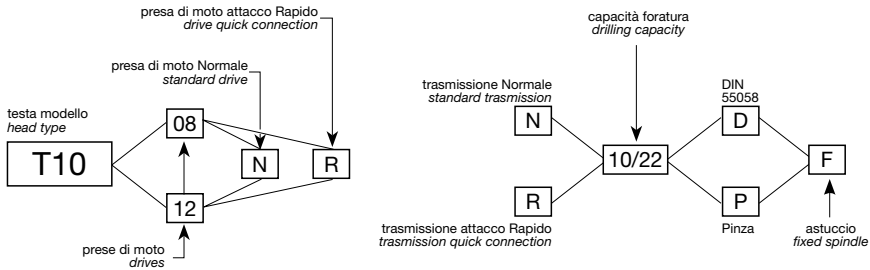 presa di moto attacco Rapido
drive quick connection
presa di moto Normale
standard drive
testa modello
head type
T10
08
12
N
R
prese di moto
drives
capacità foratura
drilling capacity
trasmissione Normale
standard trasmission
N
R
trasmissione attacco Rapido
trasmission quick connection
10/22
DIN
55058
D
P
Pinza
F
astuccio
fixed spindle